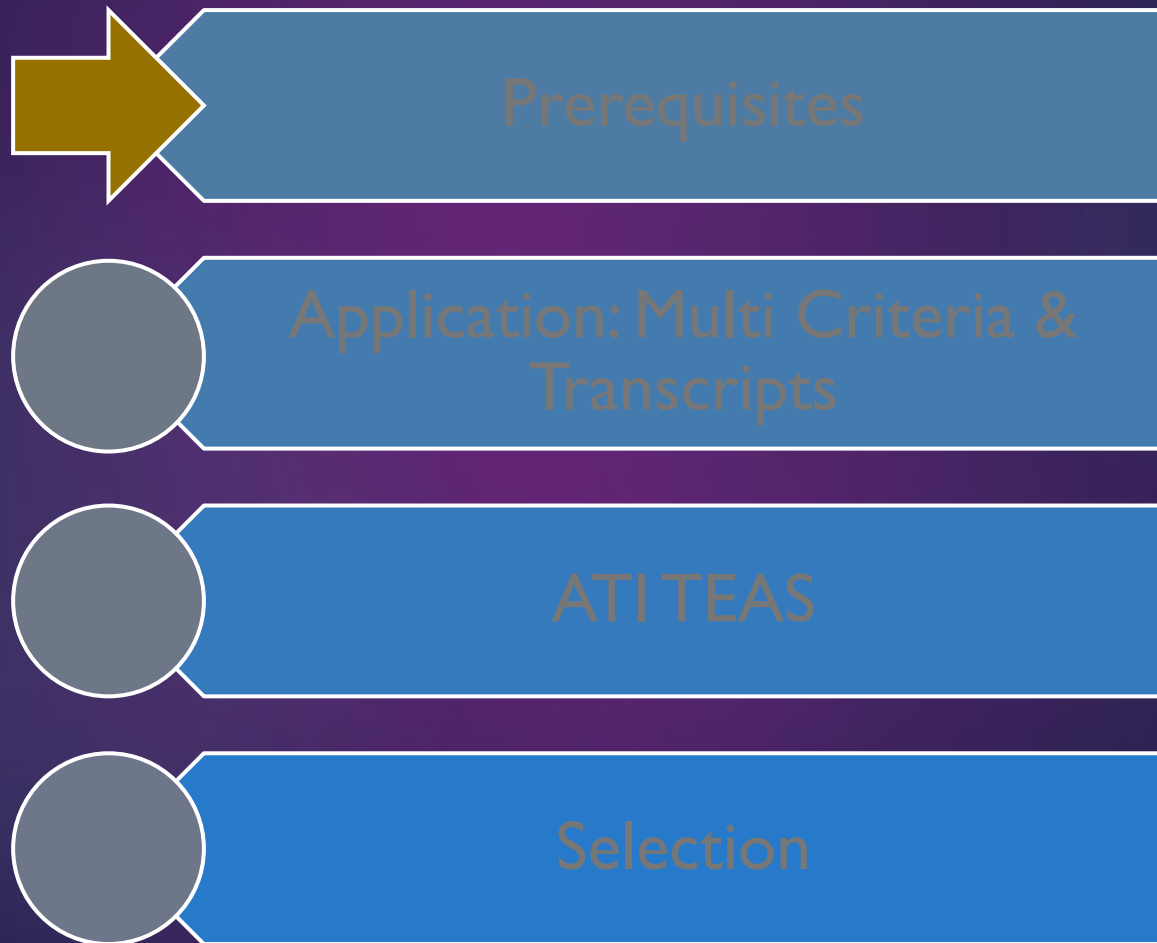 Prerequisites
Application: Multi Criteria &
Transcripts
ATI TEAS
Selection